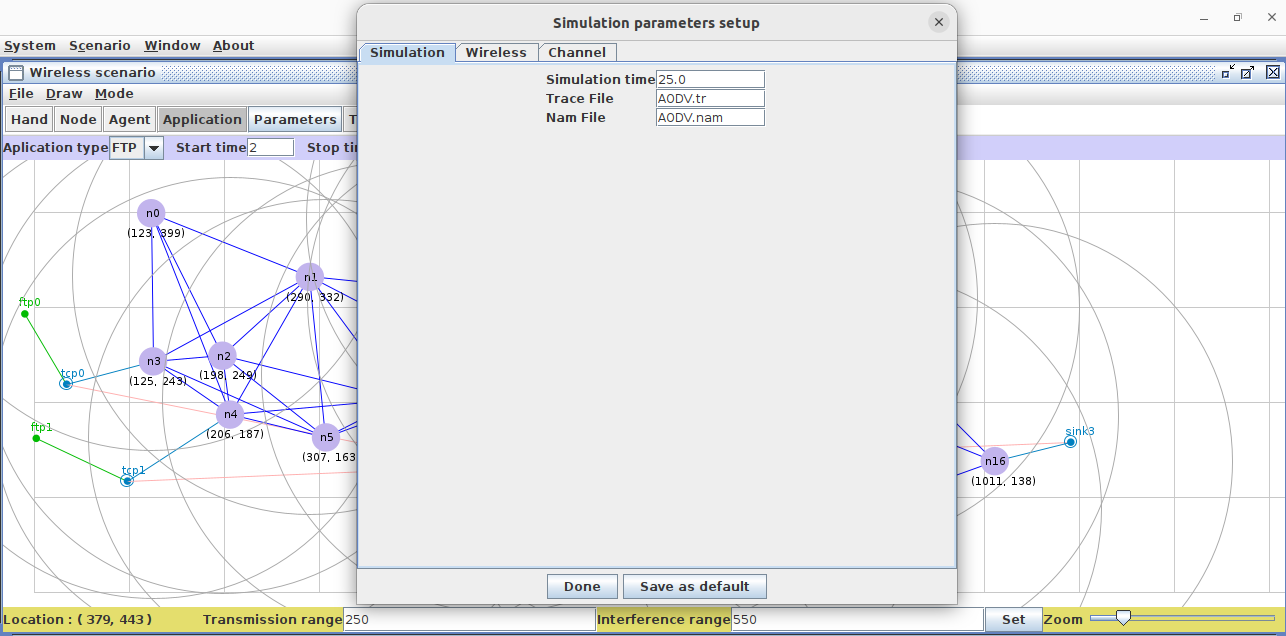 Simulation parameters setup
System Scenario Window About
Simulation Wireless Channel
Wireless scenario
Simulation time 25.0
File Draw Mode
Trace File AODV.tr
Nam File AODV.nam
Hand Node Agent Application Parameters T
Aplication type FTP Start time 2 Stop tir
n0
(123, 399)
n1
(290, 332)
ftp0
n3
(125, 243)
n2
(198, 249)
tcp0
n4
(206, 187)
ftp1
n5
(307, 163
tcp1
sink3
n16
(1011, 138)
Done Save as default
Location : ( 379, 443 ) Transmission range 250 Interference range 550 Set Zoom